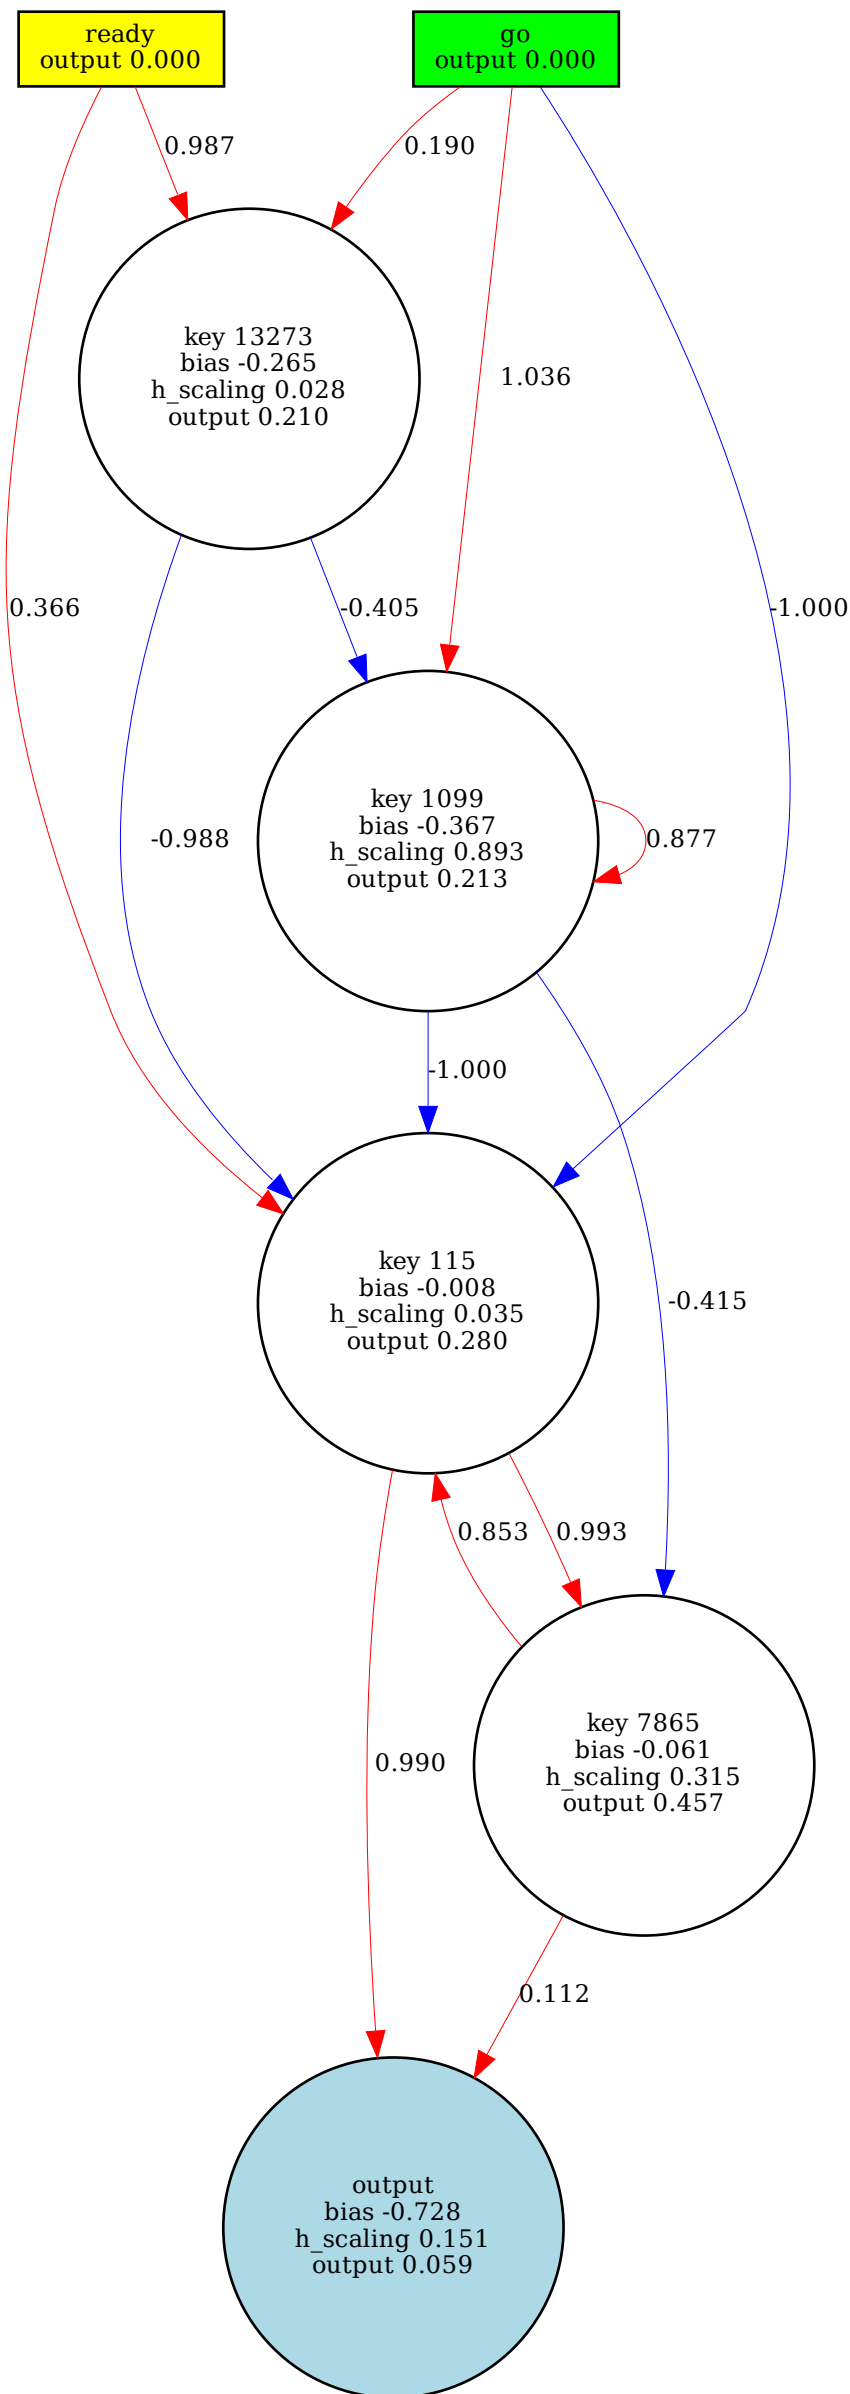 ready
output 0.000
go
output 0.000
0.987
0.190
key 13273
bias -0.265
h_scaling 0.028
output 0.210
1.036
0.366
-0.405
-1.000
key 1099
bias -0.367
h_scaling 0.893
output 0.213
-0.988
0.877
-1.000
key 115
bias -0.008
h_scaling 0.035
output 0.280
-0.415
0.853
0.993
key 7865
bias -0.061
h_scaling 0.315
output 0.457
0.990
0.112
output
bias -0.728
h_scaling 0.151
output 0.059